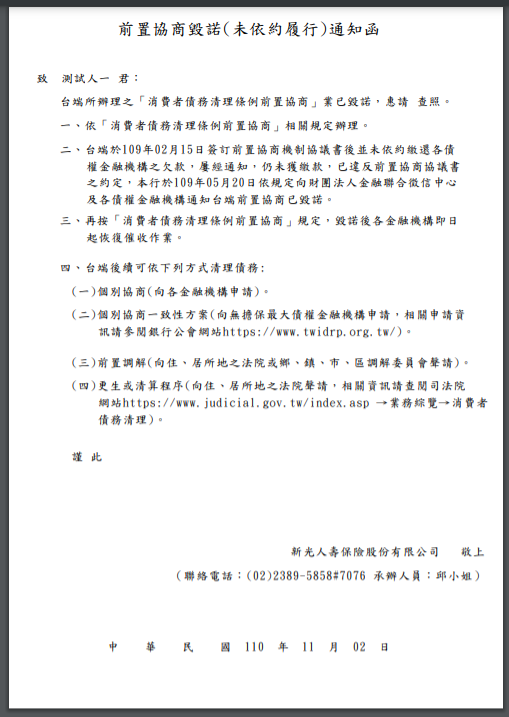 前置協商毀諾(未依約履行)通知函
致 測試人一 君：
台端所辦理之「消費者債務清理條例前置協商」業已毀諾，惠請 查照。
一、依「消費者債務清理條例前置協商」相關規定辦理。
二、台端於109年02月15日簽訂前置協商機制協議書後並未依約繳還各債
權金融機構之欠款，屢經通知，仍未獲繳款，已違反前置協商協議書
之約定，本行於109年05月20日依規定向財團法人金融聯合徵信中心
及各債權金融機構通知台端前置協商已毀諾。
三、再按「消費者債務清理條例前置協商」規定，毀諾後各金融機構即日
起恢復催收作業。
四、台端後續可依下列方式清理債務:
(一)個別協商(向各金融機構申請)。
(二)個別協商一致性方案(向無擔保最大債權金融機構申請，相關申請資
訊請參閱銀行公會網站https://www.twidrp.org.tw/)。
(三)前置調解(向住、居所地之法院或鄉、鎮、市、區調解委員會聲請)。
(四)更生或清算程序(向住、居所地之法院聲請，相關資訊請查閱司法院
網站https://www.judicial.gov.tw/index.asp →業務綜覽→消費者
債務清理)。
謹 此
新光人壽保險股份有限公司 敬上
(聯絡電話：(02)2389-5858#7076 承辦人員：邱小姐)
中 華 民 國 110 年 11 月 02 日